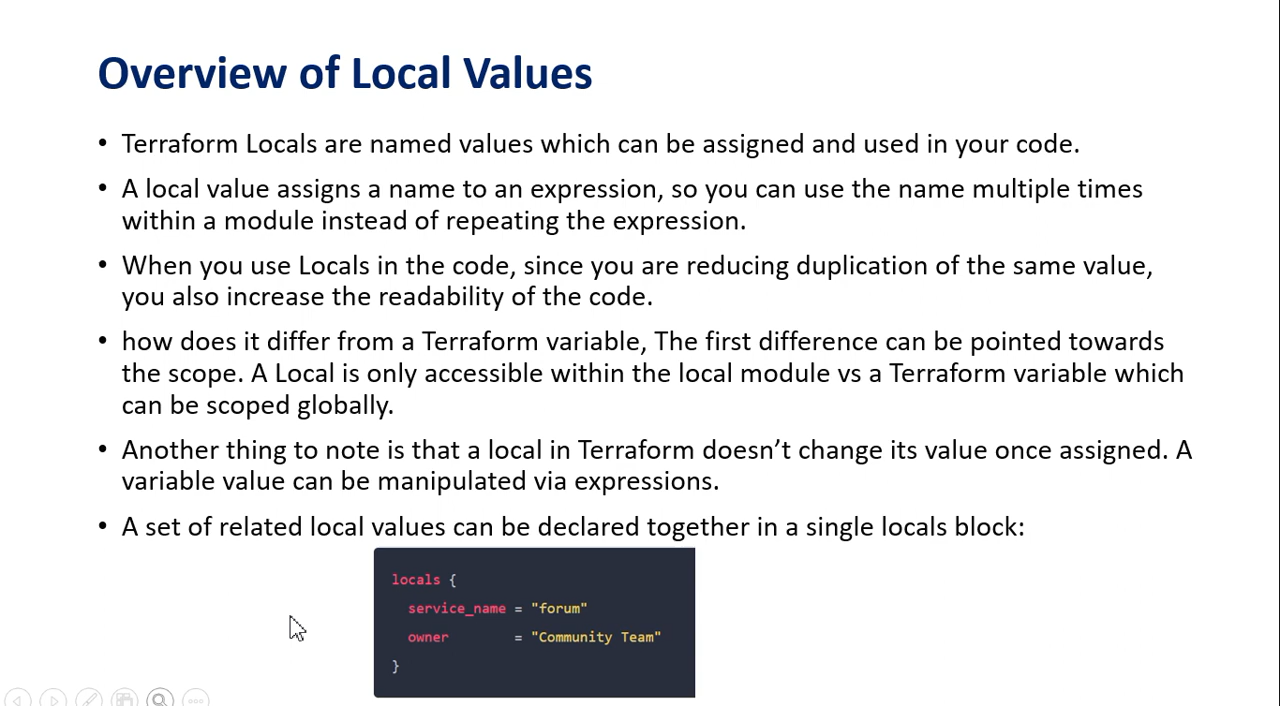 Overview of Local Values
• Terraform Locals are named values which can be assigned and used in your code.
• A local value assigns a name to an expression, so you can use the name multiple times
within a module instead of repeating the expression.
• When you use Locals in the code, since you are reducing duplication of the same value,
you also increase the readability of the code.
• how does it differ from a Terraform variable, The first difference can be pointed towards
the scope. A Local is only accessible within the local module vs a Terraform variable which
can be scoped globally.
• Another thing to note is that a local in Terraform doesn’t change its value once assigned. A
variable value can be manipulated via expressions.
• A set of related local values can be declared together in a single locals block:
locals {
  service_name = "forum"
  owner        = "Community Team"
}